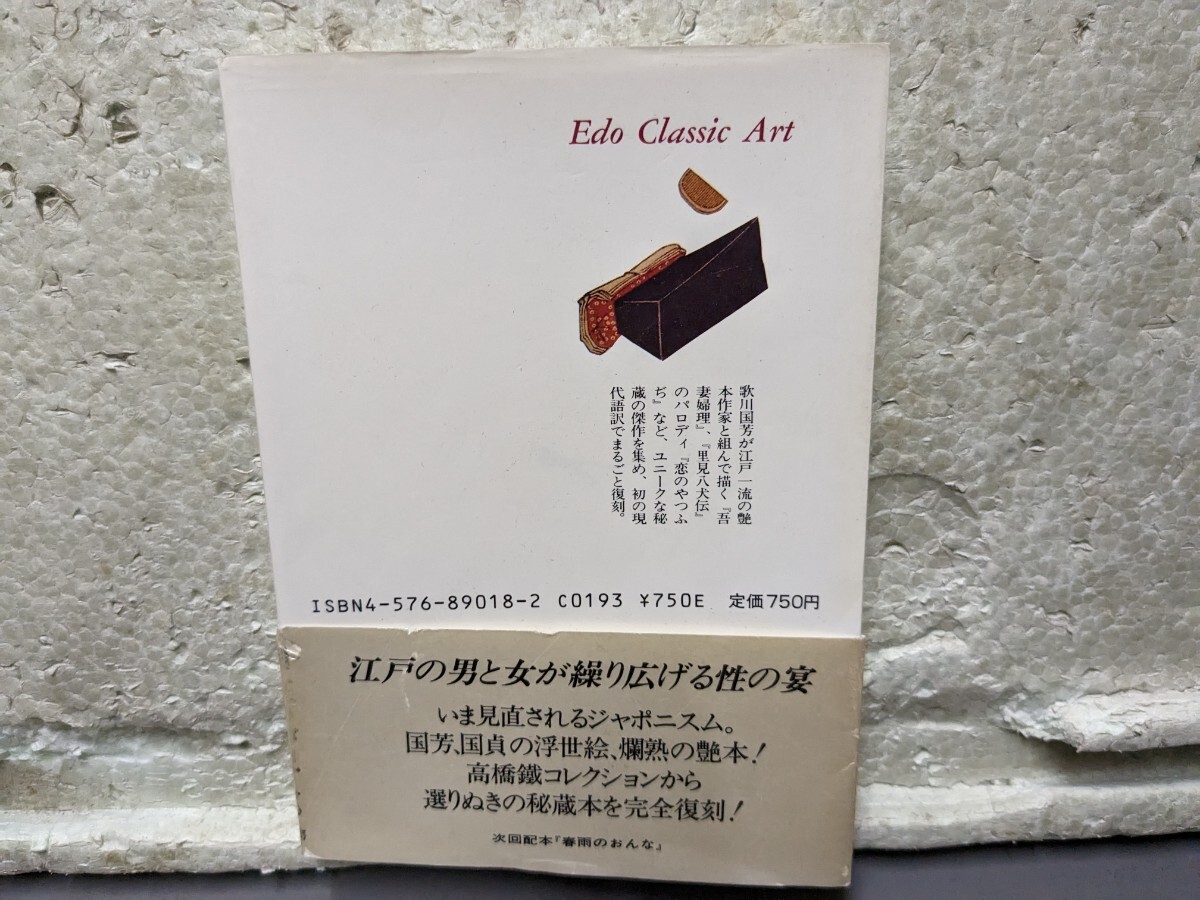 Edo Classic Art
歌川国芳が江戸一流の艶
本作家と組んで描く『吾
妻婦理』、『里見八犬伝』
のパロディ『恋のやつふ
ぢ』など、ユニークな秘
蔵の傑作を集め、初の現
代語訳でまるごと復刻。
ISBN4-576-89018-2 C0193 ¥750E 定価750円
江戸の男と女が繰り広げる性の宴
いま見直されるジャポニスム。
国芳、国貞の浮世絵、爛熟の艶本!
高橋鐵コレクションから
選りぬきの秘蔵本を完全復刻!
次回配本『春雨のおんな』